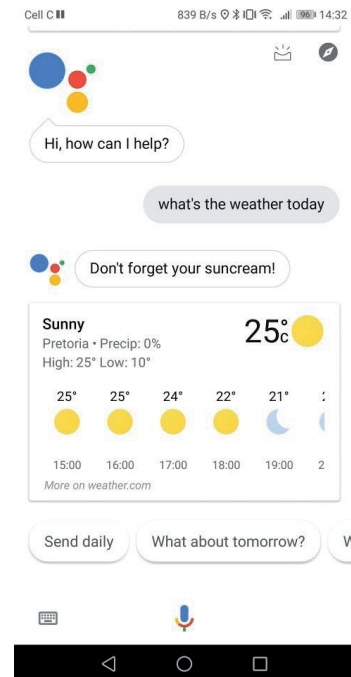 Cell C
839 B/s 96 14:32
Hi, how can I help?
what's the weather today
Don't forget your suncream!
Sunny
Pretoria • Precip: 0%
High: 25° Low: 10°
25°C
25° 25° 24° 22° 21°
15:00 16:00 17:00 18:00 19:00 2
More on weather.com
Send daily
What about tomorrow?